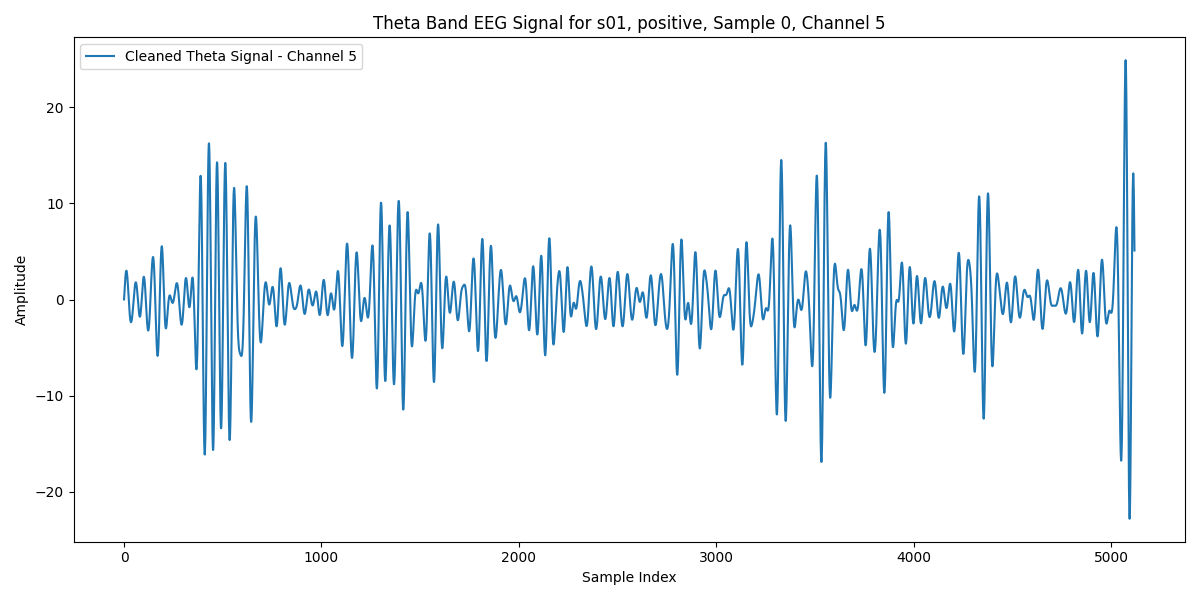 Theta Band EEG Signal for s01, positive, Sample 0, Channel 5
Cleaned Theta Signal - Channel 5
Amplitude
20
10
0
−10
−20
0
1000
2000
3000
4000
5000
Sample Index